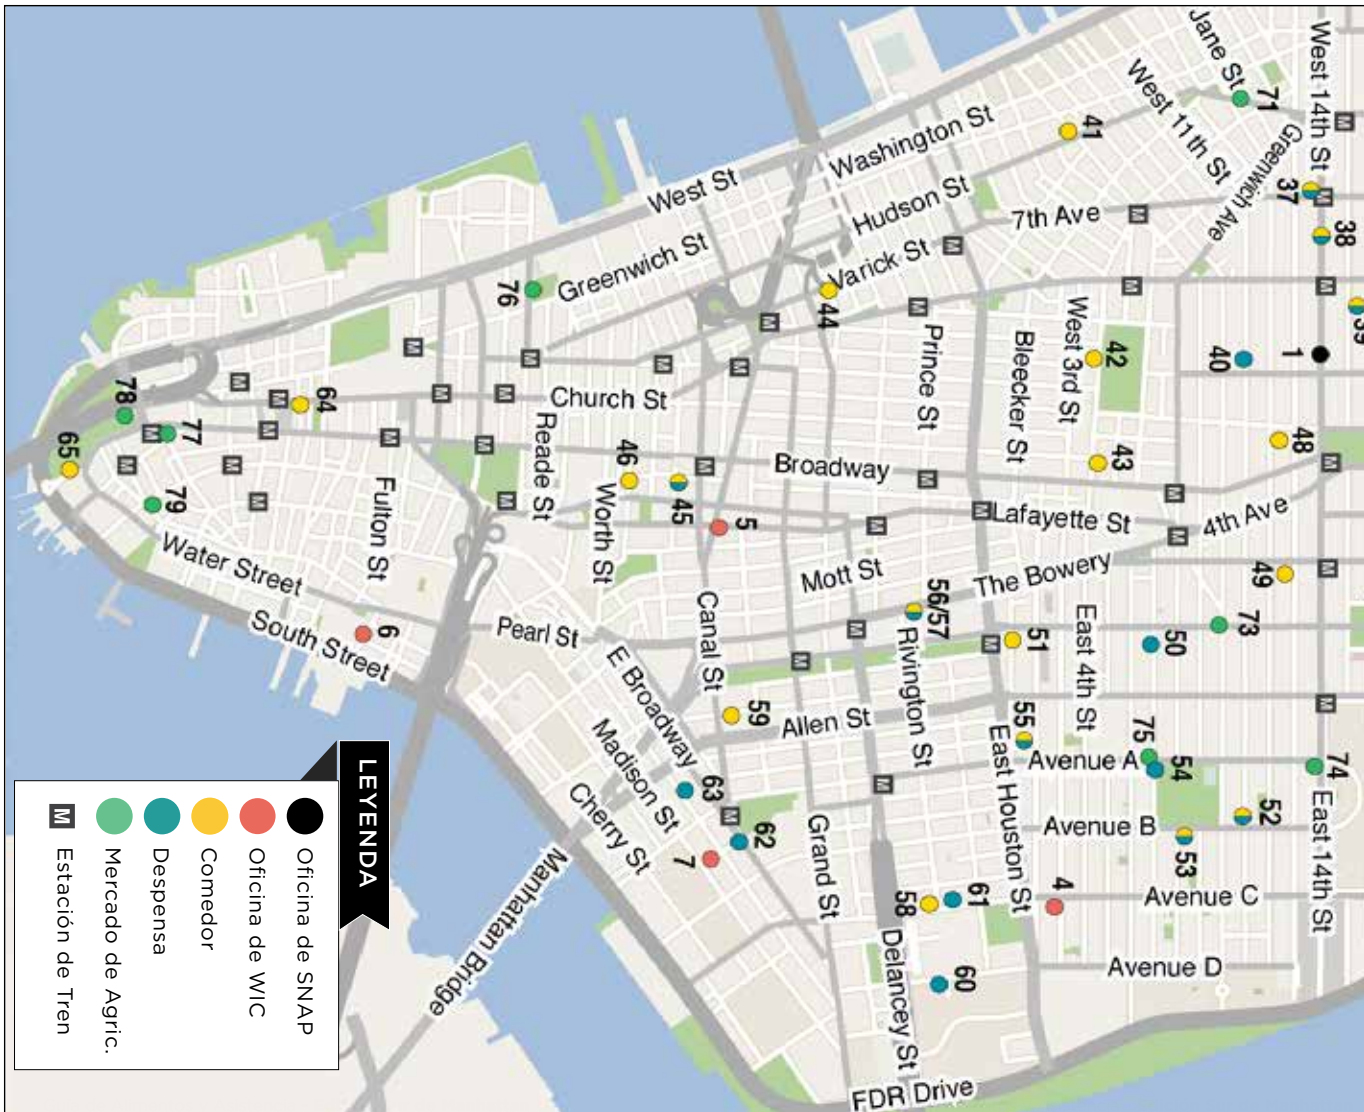 Jane St
71
West 11th St
Greenwich Ave
West 14th St
M
37
38
39
1
40
41
Washington St
Hudson St
7th Ave
M
M
M
M
M
West St
Greenwich St
Varick St
44
76
M
M
M
M
M
Prince St
Bleecker St
West 3rd St
42
43
48
Church St
Broadway
Reade St
46
45
5
Worth St
Lafayette St
4th Ave
M
M
M
M
M
M
M
M
M
M
M
M
M
M
64
78
77
65
79
M
M
M
M
M
M
Fulton St
Water Street
South Street
6
Pearl St
E Broadway
Madison St
Cherry St
Manhattan Bridge
Canal St
Mott St
The Bowery
56/57
Rivington St
51
East 4th St
50
73
49
M
M
M
M
M
59
Allen St
55
East Houston St
Avenue A
75
54
74
East 14th St
52
53
Avenue B
63
62
7
Grand St
58
61
4
Avenue C
60
Delancey St
Avenue D
FDR Drive
LEYENDA
Oficina de SNAP
Oficina de WIC
Comedor
Despensa
Mercado de Agric.
M Estación de Tren